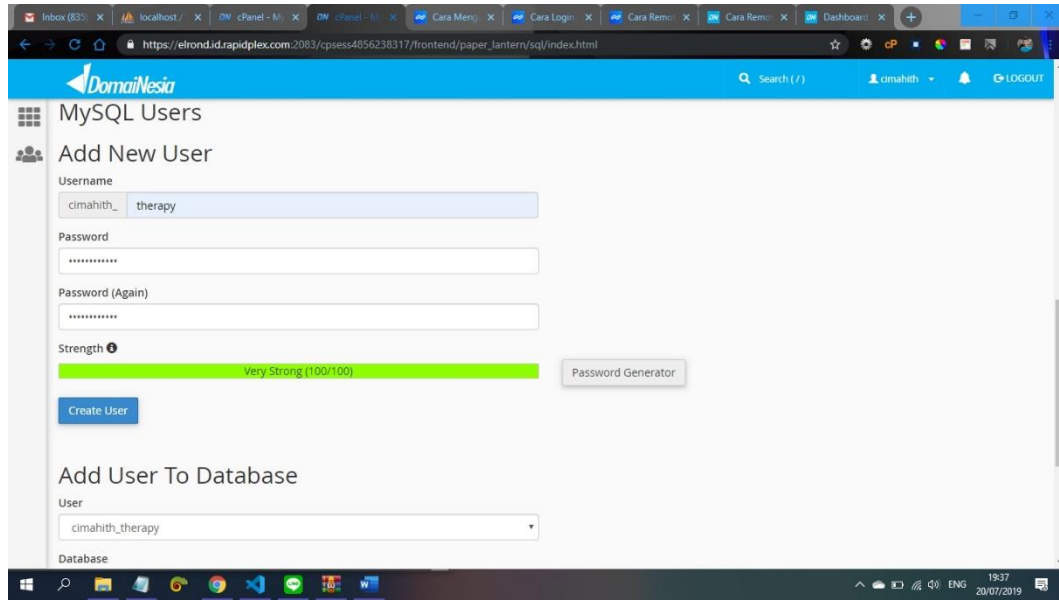 Inbox (835)
localhost /
cPanel - My
cPanel - M
Cara Meng
Cara Login
Cara Remot
Cara Remot
Dashboard
https://elrond.id.rapidplex.com:2083/cpsess4856238317/frontend/paper_lantern/sql/index.html
DomaiNesia
Search ( / )
cimahith
LOGOUT
MySQL Users
Add New User
Username
cimahith_ therapy
Password
Password (Again)
Strength
Very Strong (100/100)
Password Generator
Create User
Add User To Database
User
cimahith_therapy
Database
ENG
19:37
20/07/2019